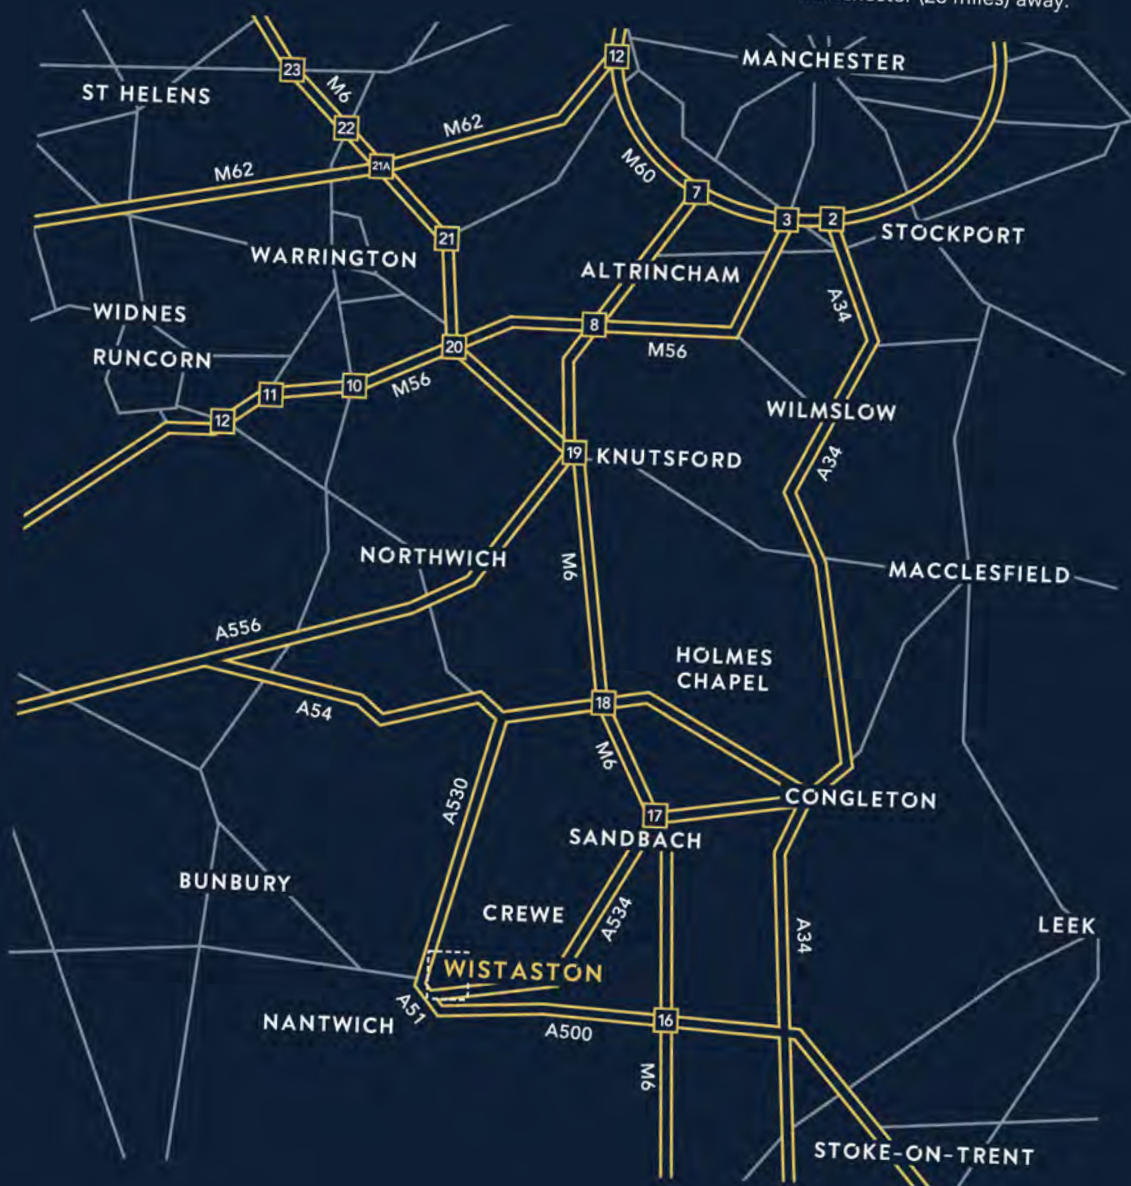 (20 miles) away.
12
MANCHESTER
23
M6
ST HELENS
22
M62
21A
M62
M60
7
3
2
STOCKPORT
21
WARRINGTON
ALTRINCHAM
A34
WIDNES
8
20
M56
RUNCORN
M56
10
11
12
WILMSLOW
A34
19
KNUTSFORD
NORTHWICH
M6
MACCLESFIELD
A556
HOLMES
CHAPEL
18
A54
M6
A530
CONGLETON
17
SANDBACH
BUNBURY
CREWE
A534
LEEK
A34
WISTASTON
A51
NANTWICH
A500
16
M6
STOKE-ON-TRENT